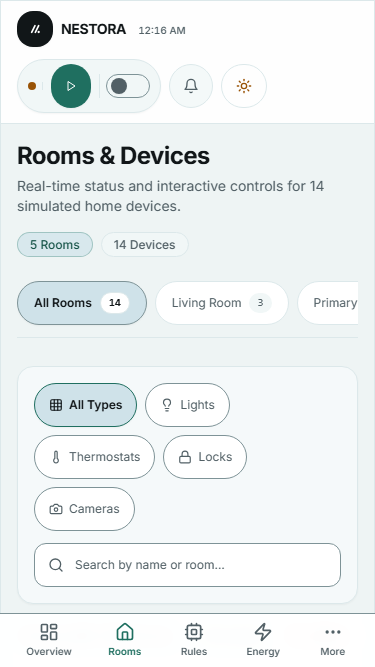 NESTORA 12:16 AM
Rooms & Devices
Real-time status and interactive controls for 14
simulated home devices.
5 Rooms 14 Devices
All Rooms 14 Living Room 3 Primary
All Types Lights
Thermostats Locks
Cameras
Search by name or room...
Overview Rooms Rules Energy More